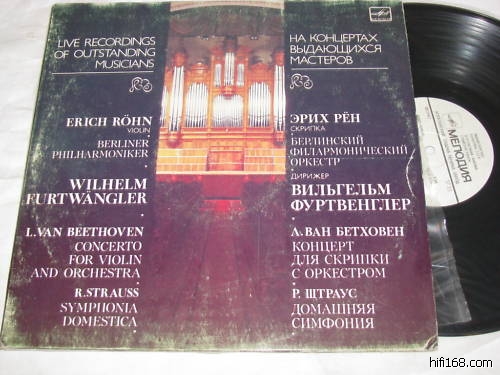 LIVE RECORDINGS
OF OUTSTANDING
MUSICIANS
ERICH RÖHN
VIOLIN
BERLINER
PHILHARMONIKER
WILHELM
FURTWÄNGLER
L.VAN BEETHOVEN
CONCERTO
FOR VIOLIN
AND ORCHESTRA
R.STRAUSS
SYMPHONIA
DOMESTICA
НА КОНЦЕРТАХ
ВЫДАЮЩИХСЯ
МАСТЕРОВ
ЭРИХ РЁН
СКРИПКА
БЕРЛИНСКИЙ
ФИЛАРМОНИЧЕСКИЙ
ОРКЕСТР
ДИРИЖЕР
ВИЛЬГЕЛЬМ
ФУРТВЕНГЛЕР
Л.ВАН БЕТХОВЕН
КОНЦЕРТ
ДЛЯ СКРИПКИ
С ОРКЕСТРОМ
Р. ШТРАУС
ДОМАШНЯЯ
СИМФОНИЯ
МЕЛОДИЯ
hifi168.com